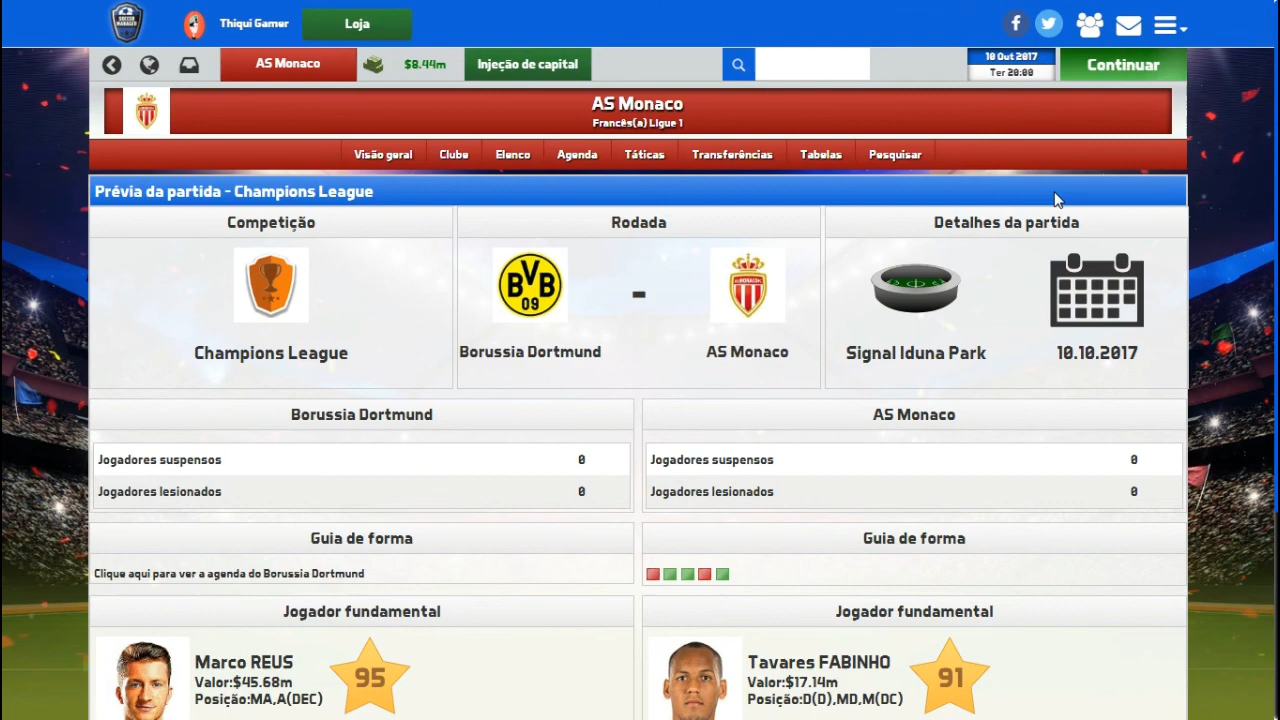 SOCCER MANAGER
Thiqui Gamer
Loja
AS Monaco
$8.44m
Injeção de capital
10 Out 2017
Ter 20:00
Continuar
AS Monaco
Francês(a) Ligue 1
Visão geral
Clube
Elenco
Agenda
Táticas
Transferências
Tabelas
Pesquisar
Prévia da partida - Champions League
Competição
Rodada
Detalhes da partida
BVB
09
-
Champions League
Borussia Dortmund
AS Monaco
Signal Iduna Park
10.10.2017
Borussia Dortmund
AS Monaco
Jogadores suspensos 0
Jogadores suspensos 0
Jogadores lesionados 0
Jogadores lesionados 0
Guia de forma
Guia de forma
Clique aqui para ver a agenda do Borussia Dortmund
Jogador fundamental
Jogador fundamental
Marco REUS
Valor:$45.68m
Posição:MA,A(DEC)
95
Tavares FABINHO
Valor:$17.14m
Posição:D(D),MD,M(DC)
91